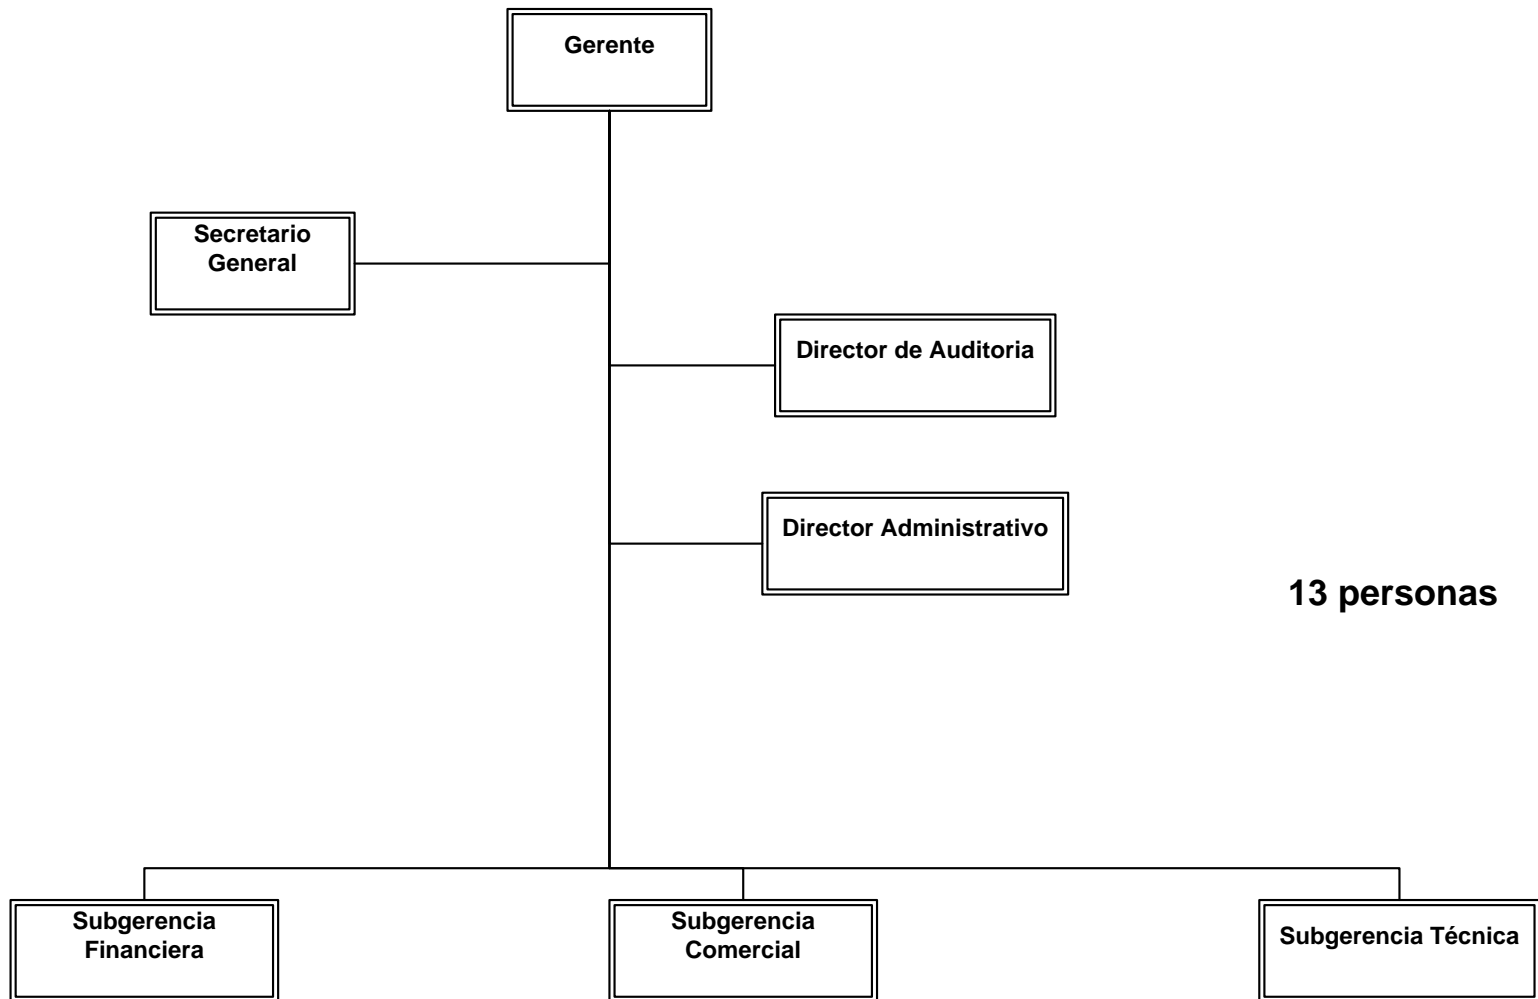 Gerente
Secretario
General
Director de Auditoria
Director Administrativo
13 personas
Subgerencia
Financiera
Subgerencia
Comercial
Subgerencia Técnica